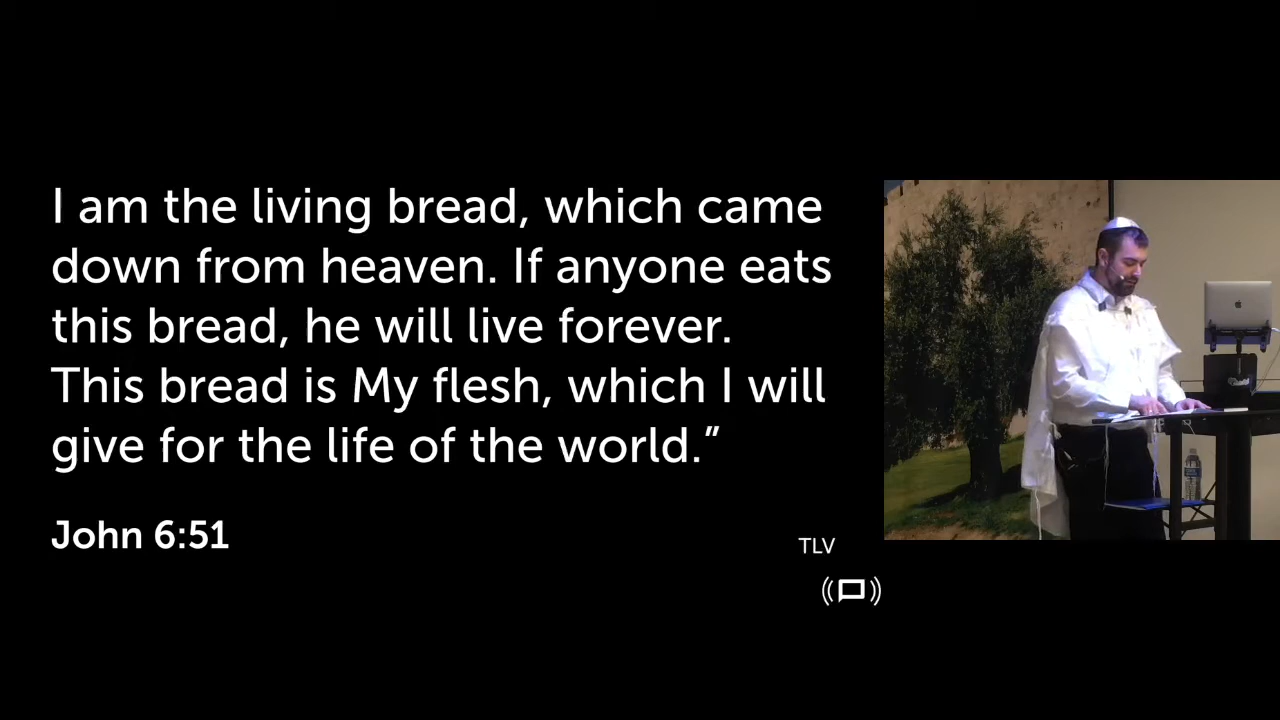 I am the living bread, which came
down from heaven. If anyone eats
this bread, he will live forever.
This bread is My flesh, which I will
give for the life of the world.”
John 6:51
TLV